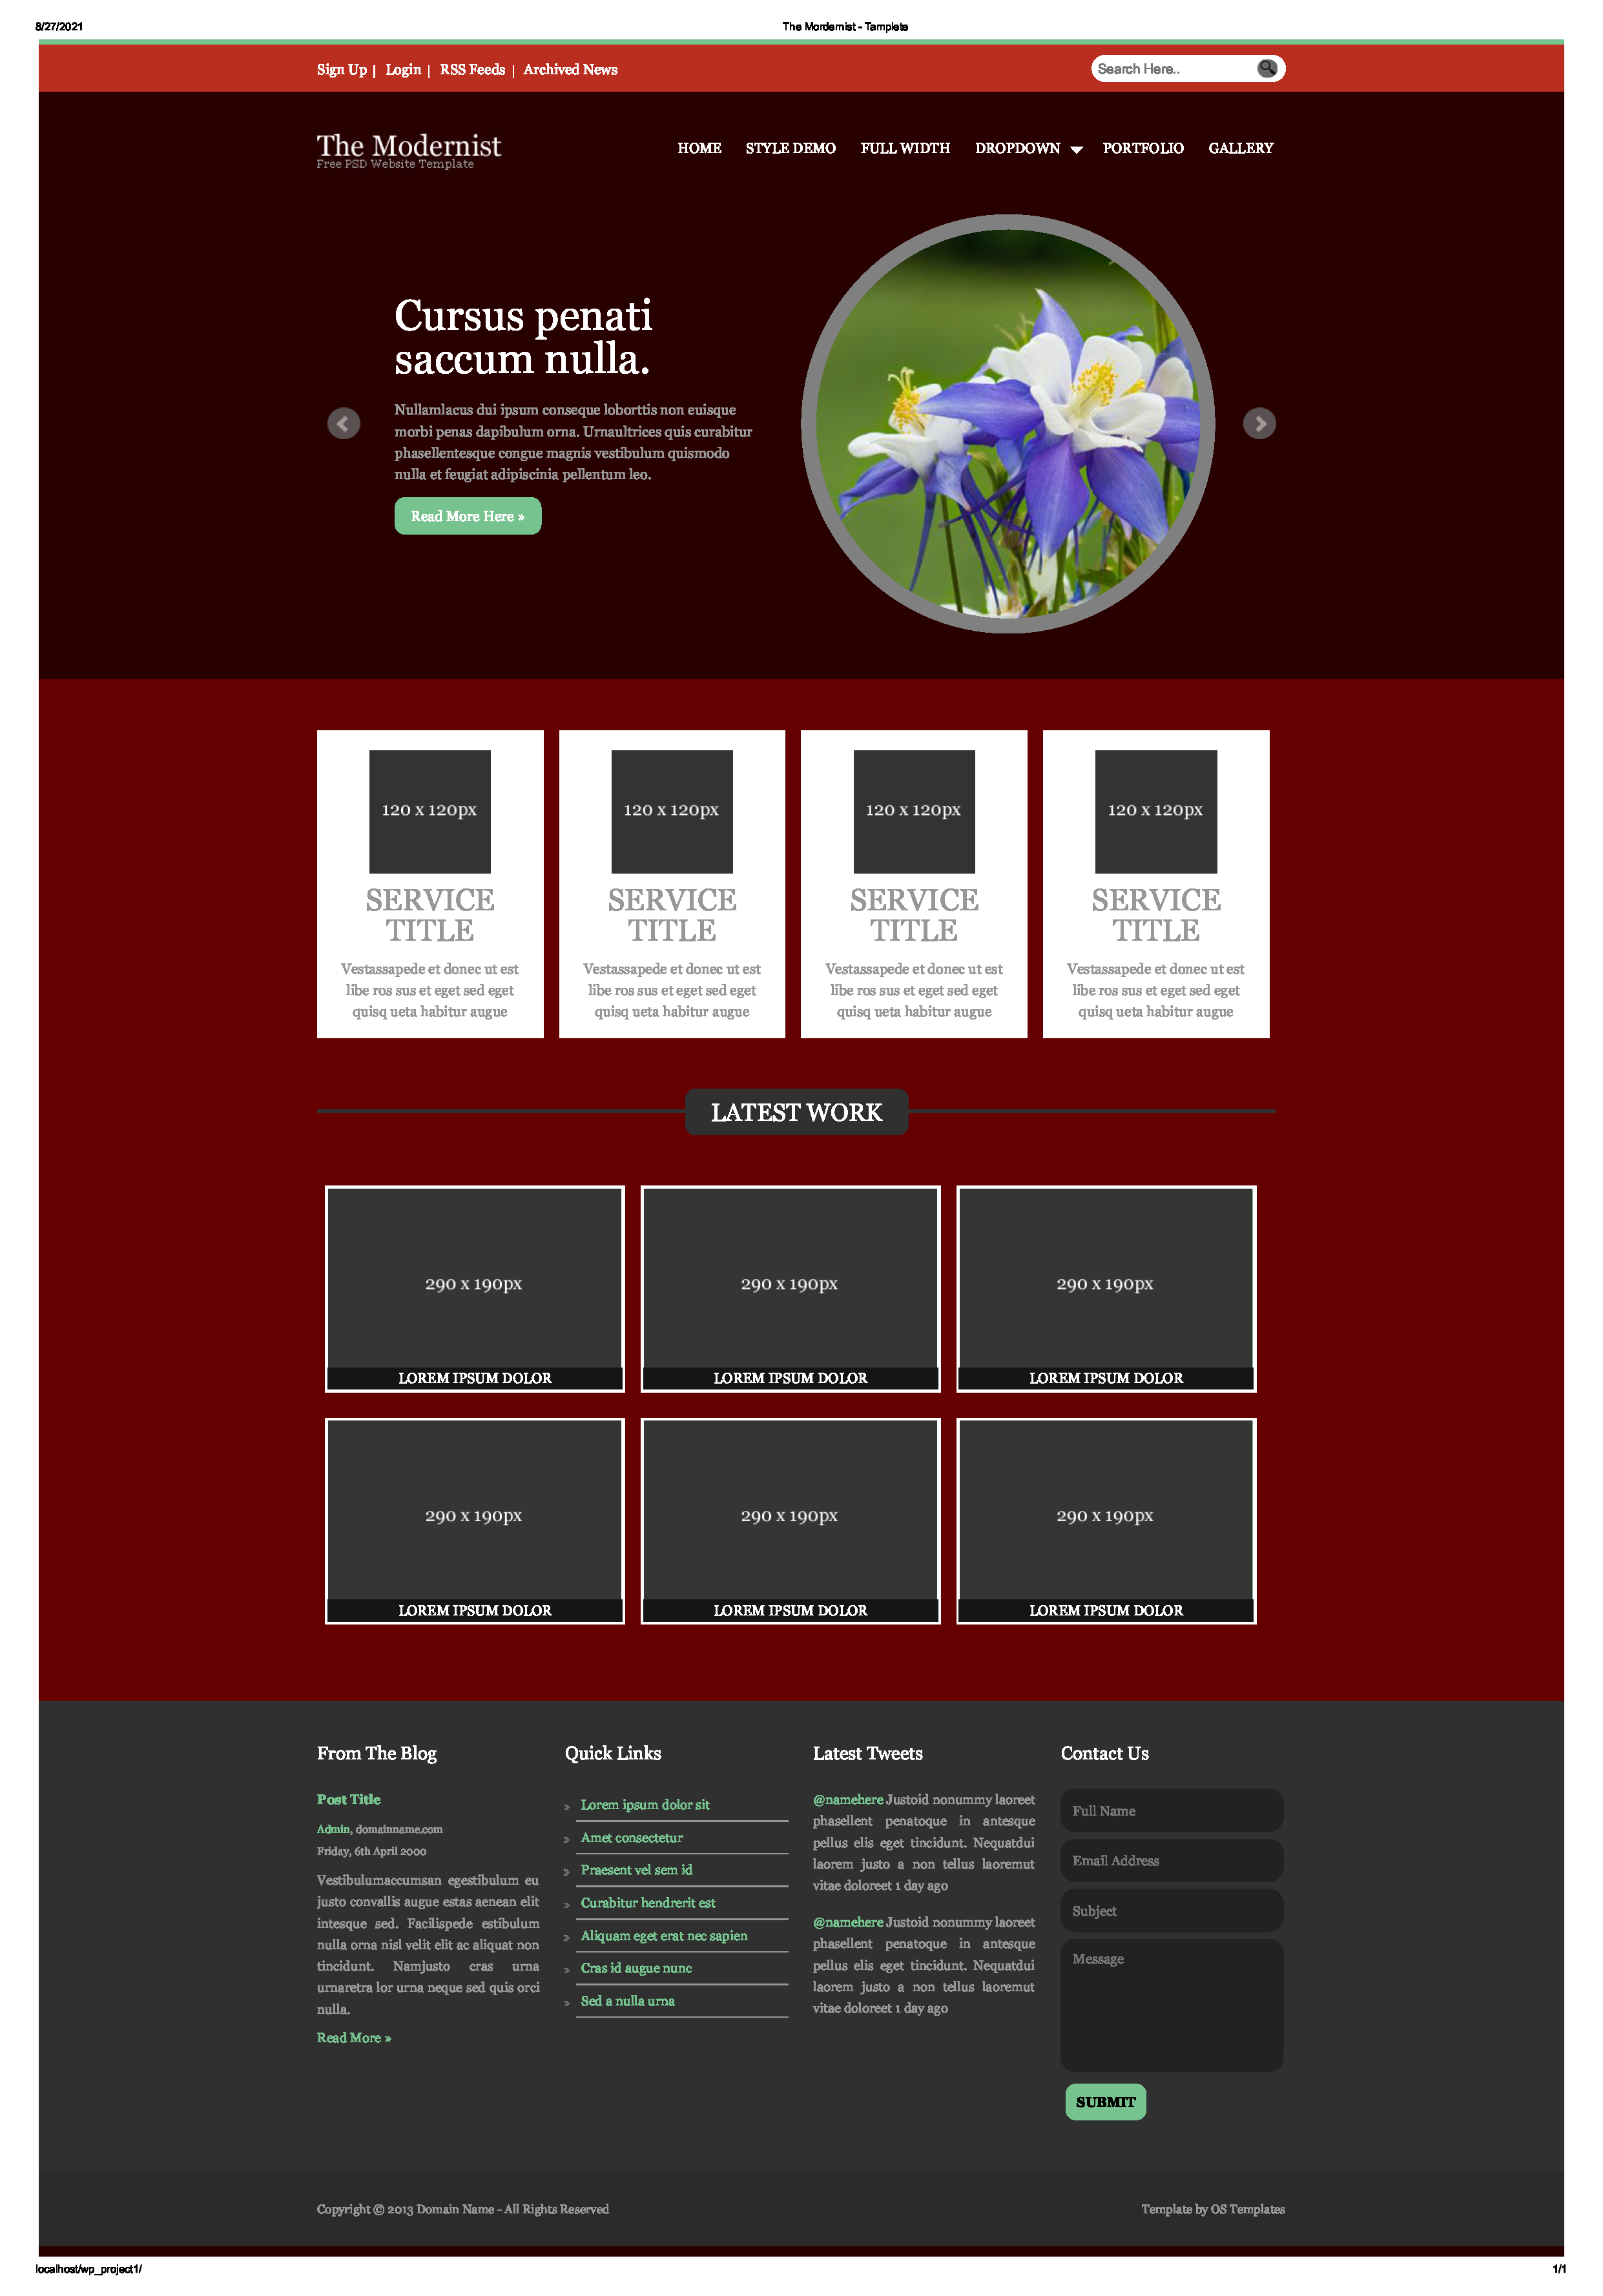 8/27/2021
The Mordernist - Tamplete
Sign Up | Login | RSS Feeds | Archived News
Search Here..
The Modernist
Free PSD Website Template
HOME STYLE DEMO FULL WIDTH DROPDOWN PORTFOLIO GALLERY
Cursus penati
saccum nulla.
Nullamlacus dui ipsum conseque loborttis non euisque
morbi penas dapibulum orna. Urnaultrices quis curabitur
phasellentesque congue magnis vestibulum quismodo
nulla et feugiat adipiscinia pellentum leo.
Read More Here »
120 x 120px
SERVICE
TITLE
Vestassapede et donec ut est
libe ros sus et eget sed eget
quisq ueta habitur augue
120 x 120px
SERVICE
TITLE
Vestassapede et donec ut est
libe ros sus et eget sed eget
quisq ueta habitur augue
120 x 120px
SERVICE
TITLE
Vestassapede et donec ut est
libe ros sus et eget sed eget
quisq ueta habitur augue
120 x 120px
SERVICE
TITLE
Vestassapede et donec ut est
libe ros sus et eget sed eget
quisq ueta habitur augue
LATEST WORK
290 x 190px
LOREM IPSUM DOLOR
290 x 190px
LOREM IPSUM DOLOR
290 x 190px
LOREM IPSUM DOLOR
290 x 190px
LOREM IPSUM DOLOR
290 x 190px
LOREM IPSUM DOLOR
290 x 190px
LOREM IPSUM DOLOR
From The Blog
Post Title
Admin, domainname.com
Friday, 6th April 2000
Vestibulumaccumsan egestibulum eu
justo convallis augue estas aenean elit
intesque sed. Facilispede estibulum
nulla orna nisl velit elit ac aliquat non
tincidunt. Namjusto cras urna
urnaretra lor urna neque sed quis orci
nulla.
Read More »
Quick Links
» Lorem ipsum dolor sit
» Amet consectetur
» Praesent vel sem id
» Curabitur hendrerit est
» Aliquam eget erat nec sapien
» Cras id augue nunc
» Sed a nulla urna
Latest Tweets
@namehere Justoid nonummy laoreet
phasellent penatoque in antesque
pellus elis eget tincidunt. Nequatdui
laorem justo a non tellus laoremut
vitae doloreet 1 day ago
@namehere Justoid nonummy laoreet
phasellent penatoque in antesque
pellus elis eget tincidunt. Nequatdui
laorem justo a non tellus laoremut
vitae doloreet 1 day ago
Contact Us
Full Name
Email Address
Subject
Message
SUBMIT
Copyright © 2013 Domain Name - All Rights Reserved
Template by OS Templates
localhost/wp_project1/
1/1